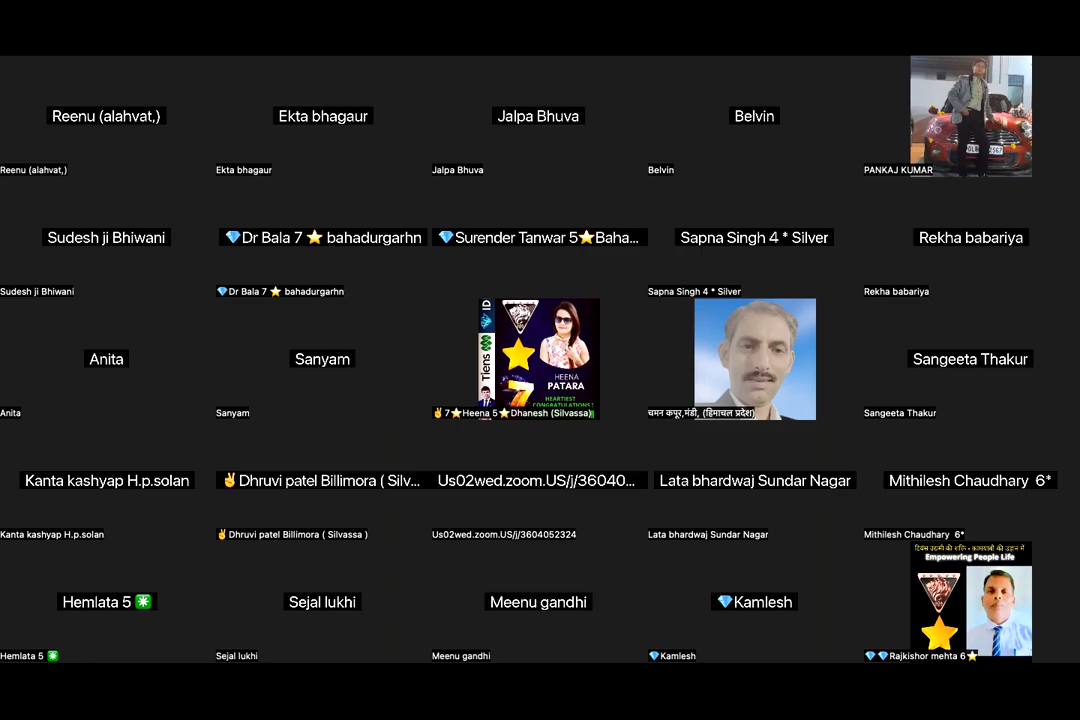 Reenu (alahvat,)
Ekta bhagaur
Jalpa Bhuva
Belvin
Reenu (alahvat,)
Ekta bhagaur
Jalpa Bhuva
Belvin
PANKAJ KUMAR
Sudesh ji Bhiwani
💎Dr Bala 7 ⭐ bahadurgarhn
💎Surender Tanwar 5⭐Baha...
Sapna Singh 4 * Silver
Rekha babariya
Sudesh ji Bhiwani
💎Dr Bala 7 ⭐ bahadurgarhn
Sapna Singh 4 * Silver
Rekha babariya
Anita
Sanyam
ID
Tiens
7
HEENA
PATARA
HEARTIEST
CONGRATULATIONS !
Sangeeta Thakur
Anita
Sanyam
✌️7⭐Heena 5⭐Dhanesh (Silvassa)
चमन कपूर,मंडी, (हिमाचल प्रदेश)
Sangeeta Thakur
Kanta kashyap H.p.solan
✌️Dhruvi patel Billimora ( Silv...
Us02wed.zoom.US/j/36040...
Lata bhardwaj Sundar Nagar
Mithilesh Chaudhary 6*
Kanta kashyap H.p.solan
✌️Dhruvi patel Billimora ( Silvassa )
Us02wed.zoom.US/j/3604052324
Lata bhardwaj Sundar Nagar
Mithilesh Chaudhary 6*
Empowering People Life
Hemlata 5 ✳️
Sejal lukhi
Meenu gandhi
💎Kamlesh
Hemlata 5 ✳️
Sejal lukhi
Meenu gandhi
💎Kamlesh
💎 💎Rajkishor mehta 6⭐